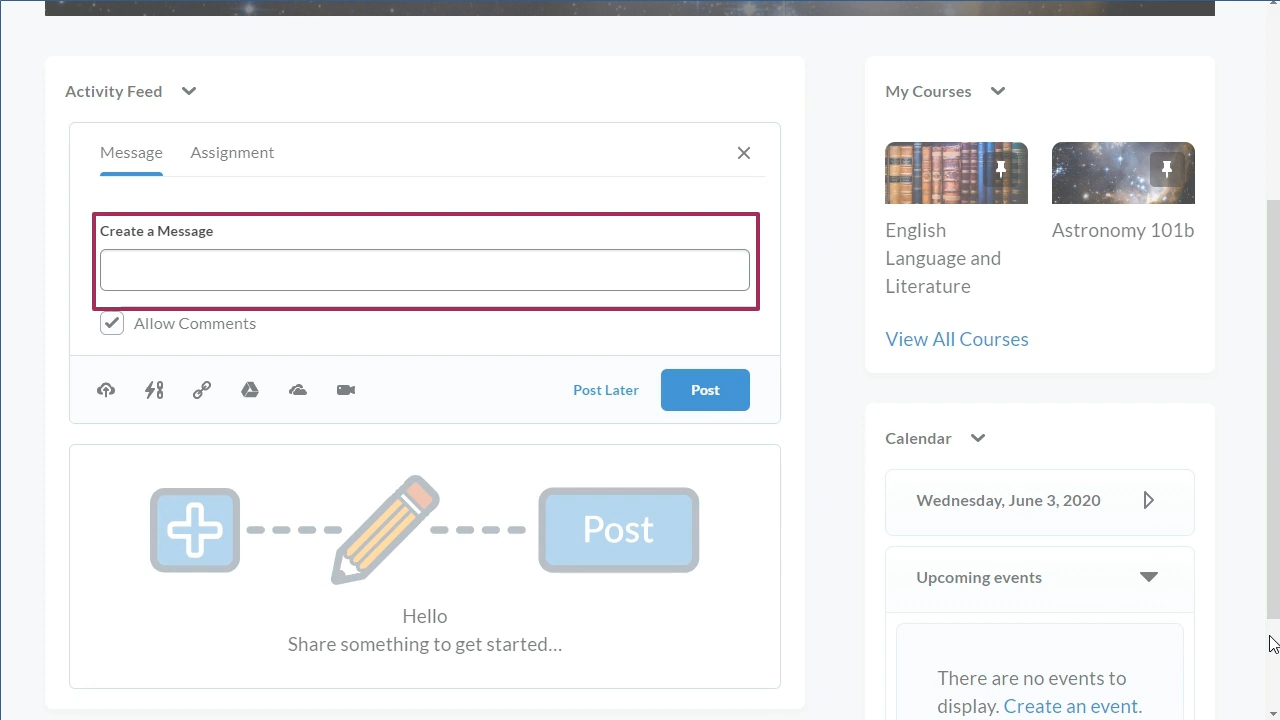 Activity Feed
Message
Assignment
Create a Message
Allow Comments
Post Later
Post
Post
Hello
Share something to get started...
My Courses
English
Language and
Literature
Astronomy 101b
View All Courses
Calendar
Wednesday, June 3, 2020
Upcoming events
There are no events to
display. Create an event.